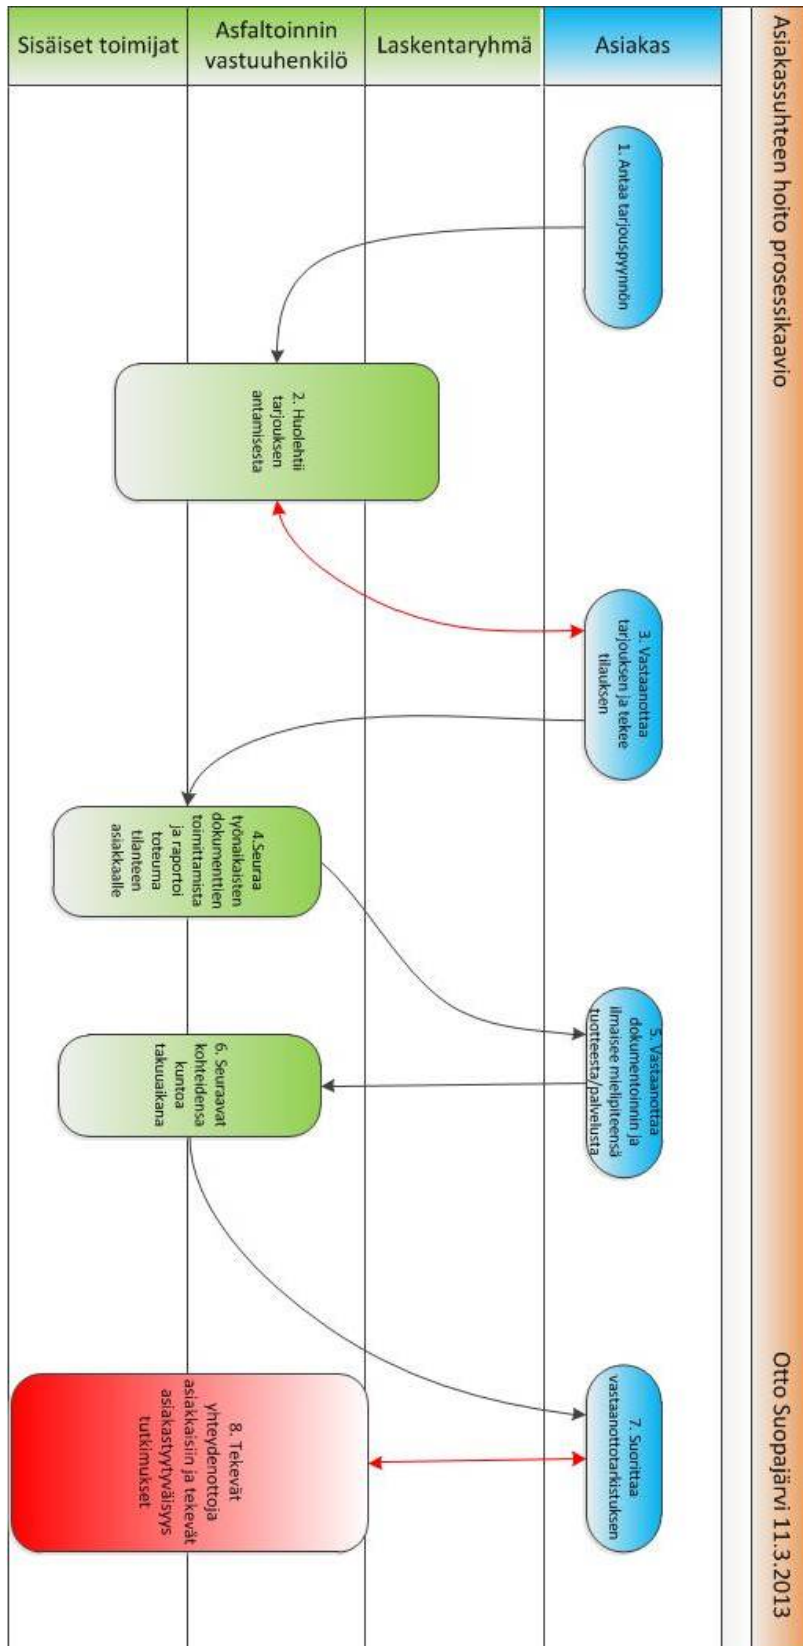 Asiakassuhteen hoito prosessikaavio
Otto Suopajärvi 11.3.2013
Asiakas
Laskentaryhmä
Asfaltoinnin
vastuuhenkilö
Sisäiset toimijat
1. Antaa tarjouspyynnön
2. Huolehtii
tarjouksen
antamisesta
3. Vastaanottaa
tarjouksen ja tekee
tilauksen
4.Seuraa
työnaikaisten
dokumenttien
toimittamista
ja raportoi
toteuma
tilanteen
asiakkaalle
5. Vastaanottaa
dokumentoinnin ja
ilmaisee mielipiteensä
tuotteesta/palvelusta
6. Seuraavat
kohteidensa
kuntoa
takuuaikana
7. Suorittaa
vastaanottotarkistuksen
8. Tekevät
yhteydenottoja
asiakkaisiin ja tekevät
asiakastyytyväisyys
tutkimukset